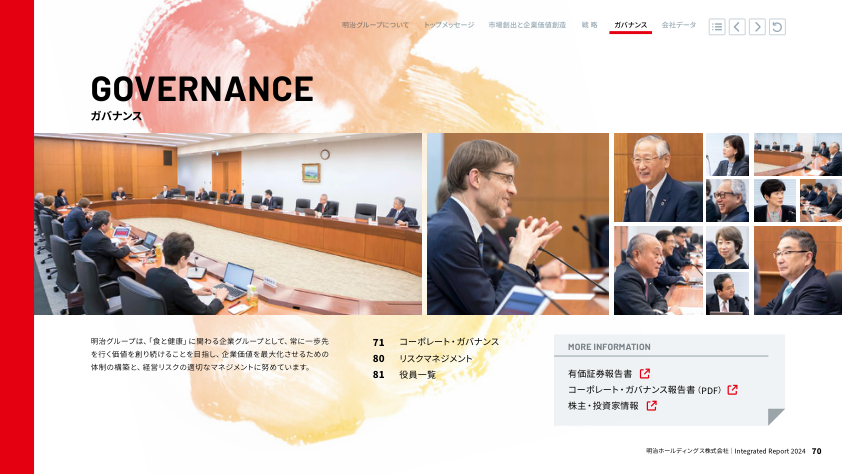 明治グループについて トップメッセージ 市場創出と企業価値創造 戦 略 ガバナンス 会社データ
GOVERNANCE
ガバナンス
明治グループは、「食と健康」に関わる企業グループとして、常に一歩先
を行く価値を創り続けることを目指し、企業価値を最大化させるための
体制の構築と、経営リスクの適切なマネジメントに努めています。
71 コーポレート・ガバナンス
80 リスクマネジメント
81 役員一覧
MORE INFORMATION
有価証券報告書
コーポレート・ガバナンス報告書（PDF）
株主・投資家情報
明治ホールディングス株式会社 | Integrated Report 2024 70